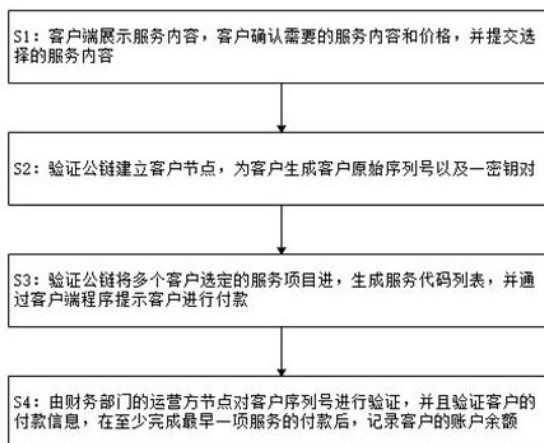 S1：客户端展示服务内容，客户确认需要的服务内容和价格，并提交选
择的服务内容
S2：验证公链建立客户节点，为客户生成客户原始序列号以及一密钥对
S3：验证公链将多个客户选定的服务项目进，生成服务代码列表，并通
过客户端程序提示客户进行付款
S4：由财务部门的运营方节点对客户序列号进行验证，并且验证客户的
付款信息，在至少完成最早一项服务的付款后，记录客户的账户余额